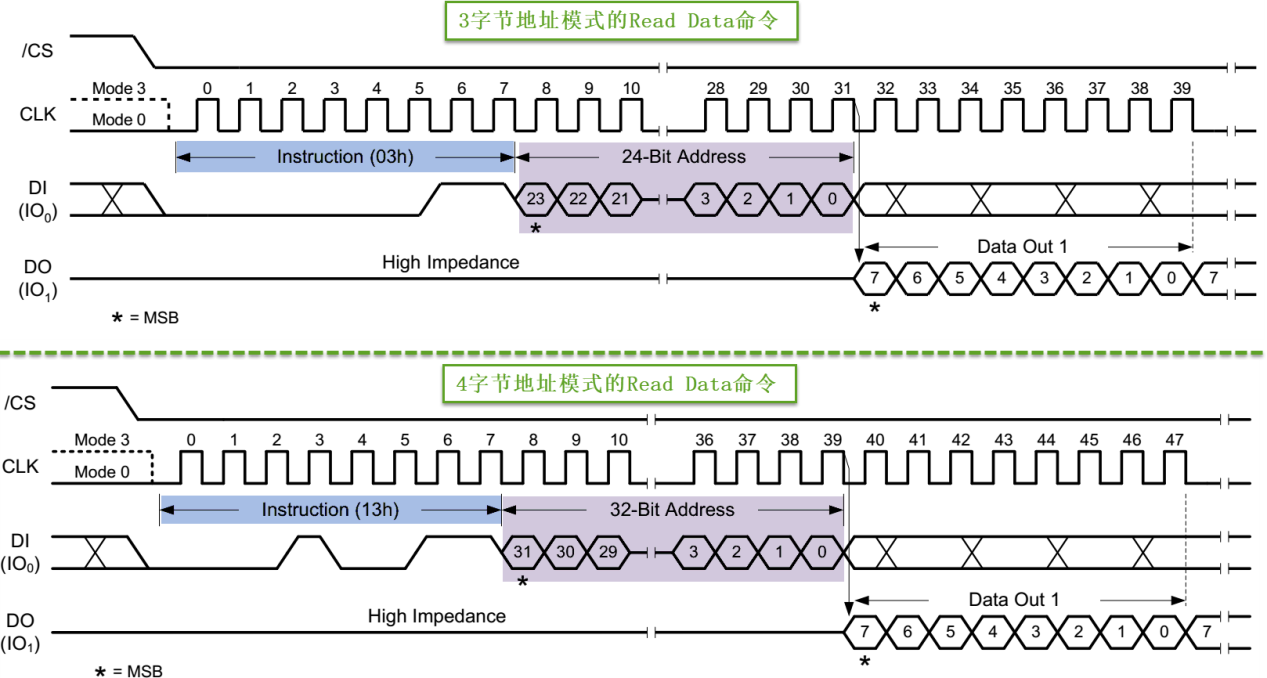 3字节地址模式的Read Data命令
/CS
Mode 3
0 1 2 3 4 5 6 7 8 9 10 28 29 30 31 32 33 34 35 36 37 38 39
CLK
Mode 0
Instruction (03h) 24-Bit Address
DI
(IO0)
23 22 21 3 2 1 0
*
Data Out 1
High Impedance
DO
(IO1)
7 6 5 4 3 2 1 0 7
*
* = MSB
4字节地址模式的Read Data命令
/CS
Mode 3
0 1 2 3 4 5 6 7 8 9 10 36 37 38 39 40 41 42 43 44 45 46 47
CLK
Mode 0
Instruction (13h) 32-Bit Address
DI
(IO0)
31 30 29 3 2 1 0
*
Data Out 1
High Impedance
DO
(IO1)
7 6 5 4 3 2 1 0 7
*
* = MSB